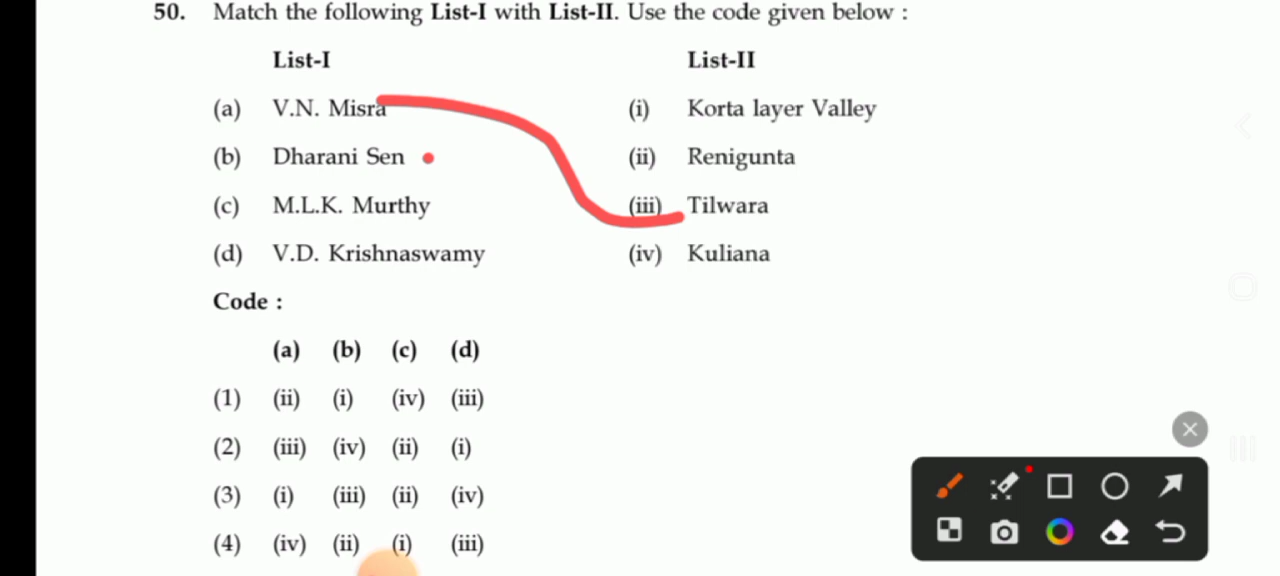 50. Match the following List-I with List-II. Use the code given below :
List-I List-II
(a) V.N. Misra (i) Korta layer Valley
(b) Dharani Sen (ii) Renigunta
(c) M.L.K. Murthy (iii) Tilwara
(d) V.D. Krishnaswamy (iv) Kuliana
Code :
(a) (b) (c) (d)
(1) (ii) (i) (iv) (iii)
(2) (iii) (iv) (ii) (i)
(3) (i) (iii) (ii) (iv)
(4) (iv) (ii) (i) (iii)